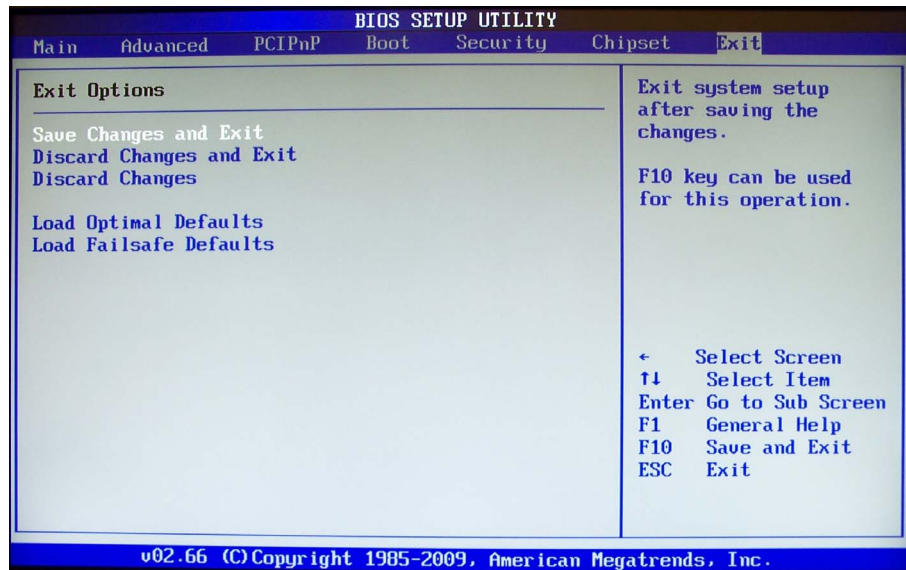 BIOS SETUP UTILITY
Main Advanced PCIPnP Boot Security Chipset Exit
Exit Options
Save Changes and Exit
Discard Changes and Exit
Discard Changes
Load Optimal Defaults
Load Failsafe Defaults
Exit system setup
after saving the
changes.
F10 key can be used
for this operation.
← Select Screen
↑↓ Select Item
Enter Go to Sub Screen
F1 General Help
F10 Save and Exit
ESC Exit
v02.66 (C)Copyright 1985-2009, American Megatrends, Inc.